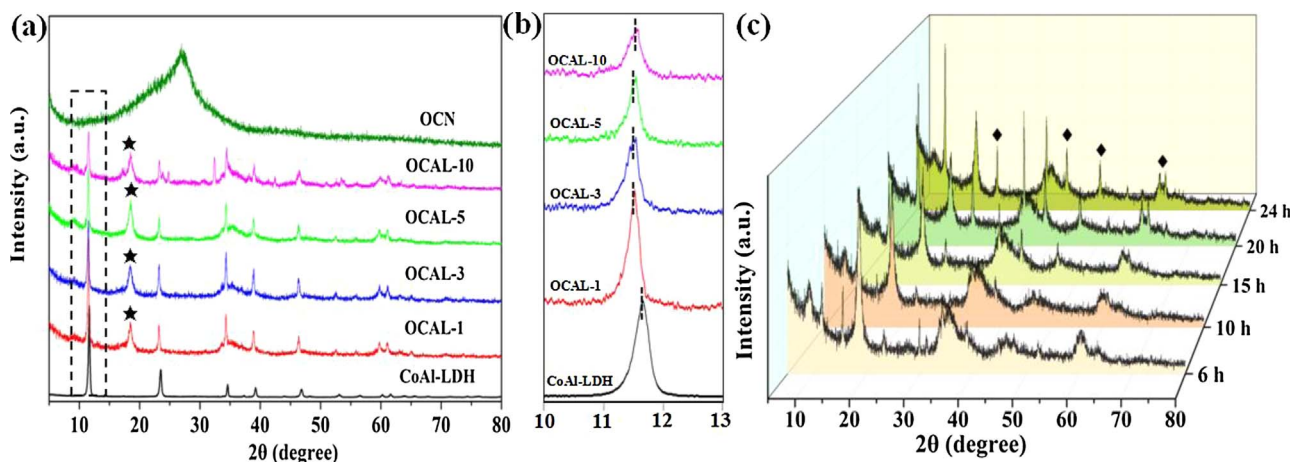 (a)
Intensity (a.u.)
OCN
OCAL-10
OCAL-5
OCAL-3
OCAL-1
CoAl-LDH
5 10 20 30 40 50 60 70 80
2θ (degree)
(b)
OCAL-10
OCAL-5
OCAL-3
OCAL-1
CoAl-LDH
10 11 12 13
(c)
Intensity (a.u.)
24 h
20 h
15 h
10 h
6 h
5 10 20 30 40 50 60 70 80
2θ (degree)